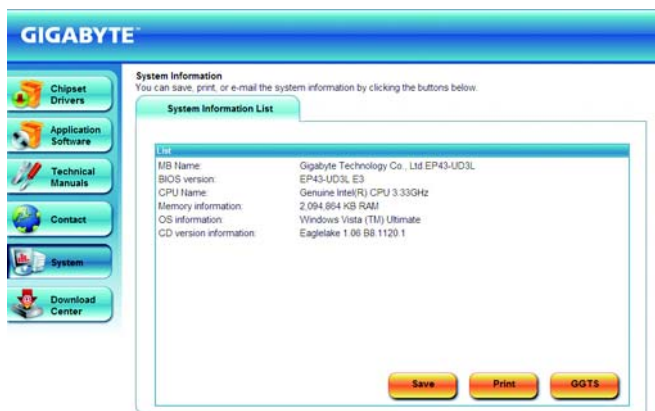 GIGABYTE™
Chipset
Drivers
Application
Software
Technical
Manuals
Contact
System
Download
Center
System Information
You can save, print, or e-mail the system information by clicking the buttons below.
System Information List
List
MB Name: Gigabyte Technology Co., Ltd.EP43-UD3L
BIOS version: EP43-UD3L E3
CPU Name: Genuine Intel(R) CPU 3.33GHz
Memory information: 2,094,864 KB RAM
OS information: Windows Vista (TM) Ultimate
CD version information: Eaglelake 1.06 B8.1120.1
Save Print GGTS